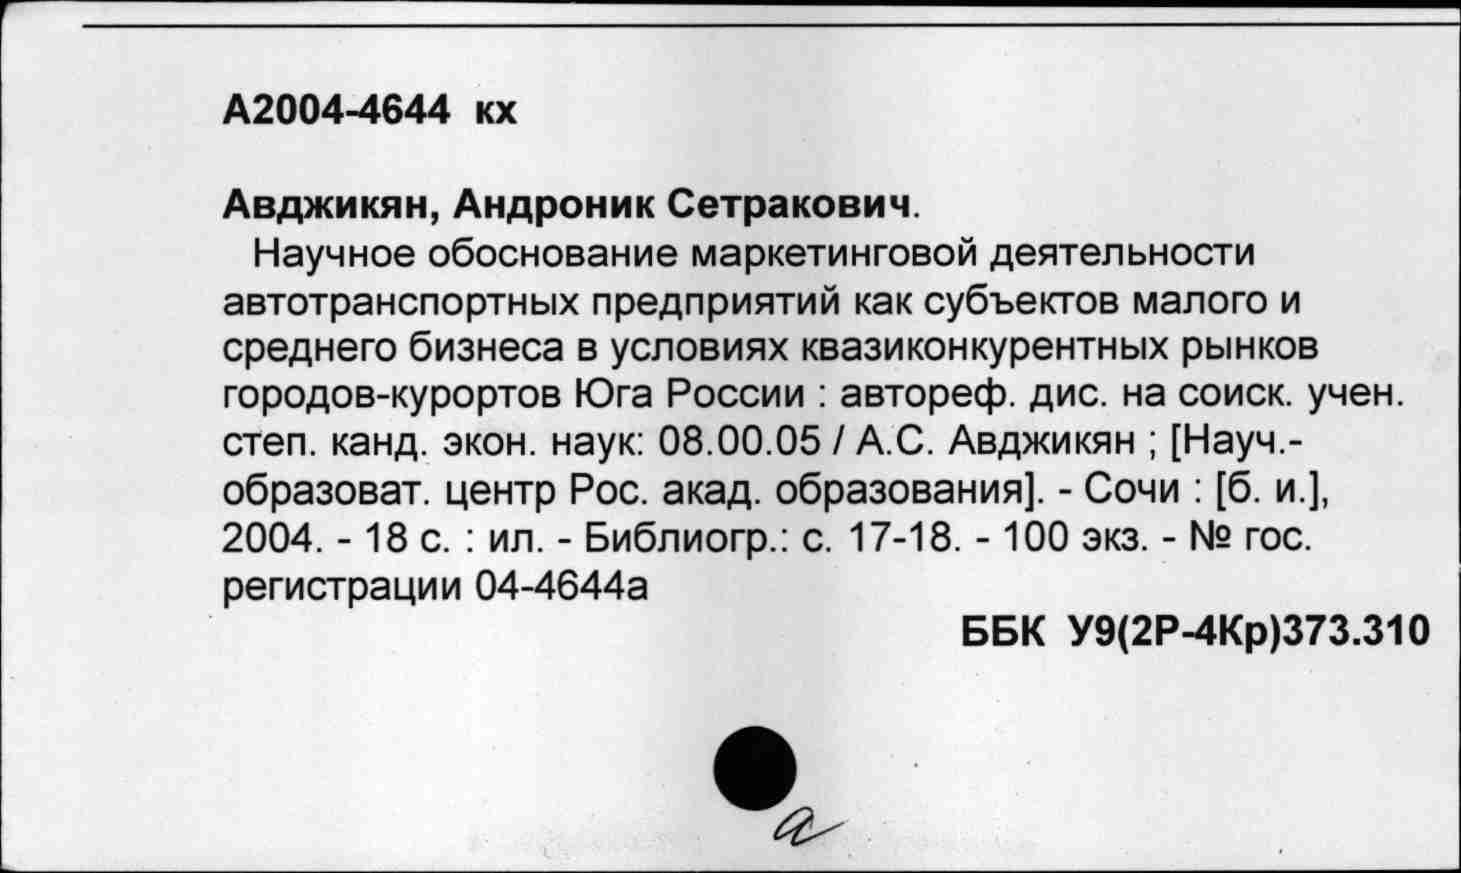 А2004-4644 кх
Авджикян, Андроник Сетракович.
Научное обоснование маркетинговой деятельности
автотранспортных предприятий как субъектов малого и
среднего бизнеса в условиях квазиконкурентных рынков
городов-курортов Юга России : автореф. дис. на соиск. учен.
степ. канд. экон. наук: 08.00.05 / А.С. Авджикян ; [Науч.-
образоват. центр Рос. акад. образования]. - Сочи : [б. и.],
2004. - 18 с. : ил. - Библиогр.: с. 17-18. - 100 экз. - № гос.
регистрации 04-4644а
ББК У9(2Р-4Кр)373.310
а